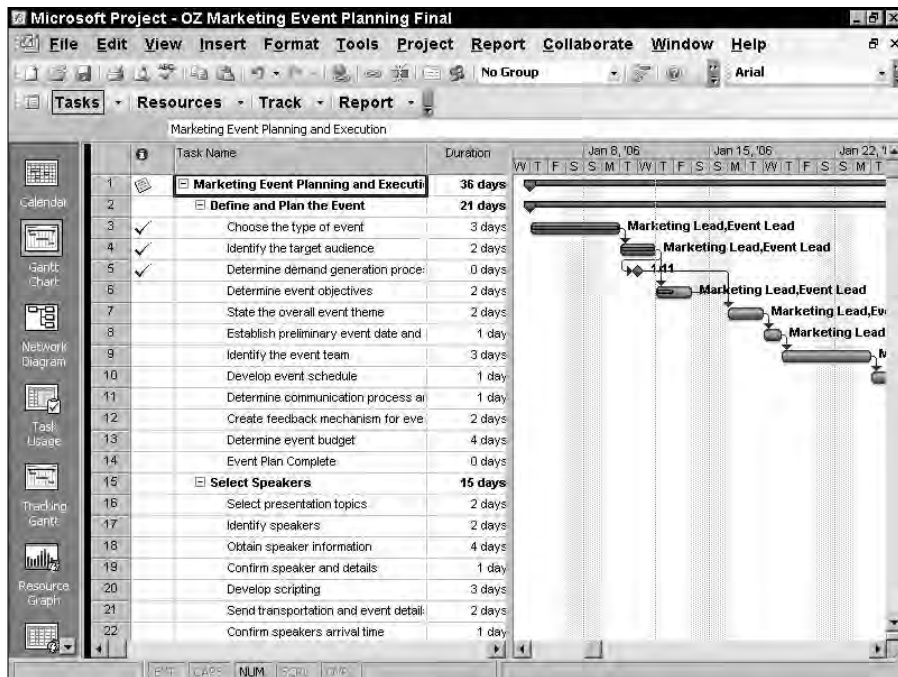 Microsoft Project - OZ Marketing Event Planning Final
File Edit View Insert Format Tools Project Report Collaborate Window Help
No Group Arial
Tasks Resources Track Report
Marketing Event Planning and Execution
Task Name Duration Jan 8, '06 Jan 15, '06 Jan 22, '
W T F S S M T W T F S S M T W T F S S M T
1 Marketing Event Planning and Executi 36 days
2 Define and Plan the Event 21 days
3 Choose the type of event 3 days Marketing Lead,Event Lead
4 Identify the target audience 2 days Marketing Lead,Event Lead
5 Determine demand generation proce 0 days 1/11
6 Determine event objectives 2 days Marketing Lead,Event Lead
7 State the overall event theme 2 days Marketing Lead,Ev
8 Establish preliminary event date and 1 day Marketing Lead
9 Identify the event team 3 days M
10 Develop event schedule 1 day
11 Determine communication process a 1 day
12 Create feedback mechanism for eve 2 days
13 Determine event budget 4 days
14 Event Plan Complete 0 days
15 Select Speakers 15 days
16 Select presentation topics 2 days
17 Identify speakers 2 days
18 Obtain speaker information 4 days
19 Confirm speaker and details 1 day
20 Develop scripting 3 days
21 Send transportation and event detail 2 days
22 Confirm speakers arrival time 1 day
Calendar
Gantt
Chart
Network
Diagram
Task
Usage
Tracking
Gantt
Resource
Graph
EXT CAPS NUM SCRL OVR